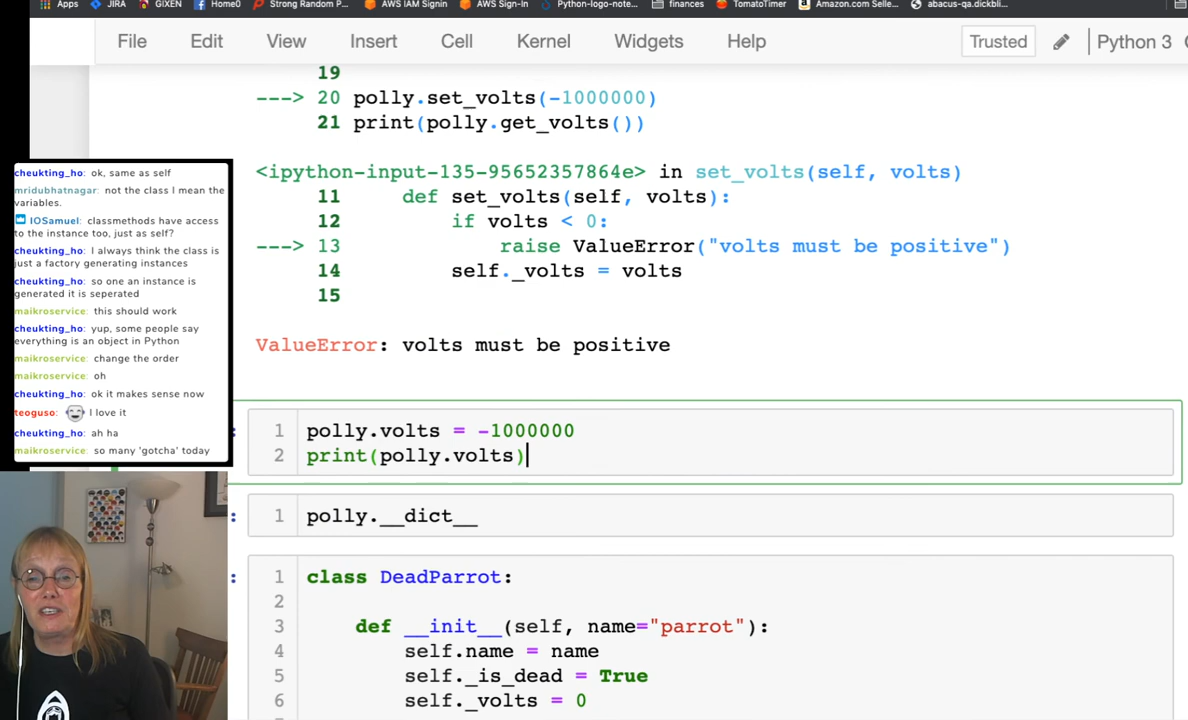 Apps JIRA GIXEN Home0 Strong Random P... AWS IAM Signin AWS Sign-In Python-logo-note... finances TomatoTimer Amazon.com Selle... abacus-qa.dickbli...
File Edit View Insert Cell Kernel Widgets Help Trusted Python 3
19
---> 20 polly.set_volts(-1000000)
21 print(polly.get_volts())
<ipython-input-135-95652357864e> in set_volts(self, volts)
11 def set_volts(self, volts):
12 if volts < 0:
---> 13 raise ValueError("volts must be positive")
14 self._volts = volts
15
ValueError: volts must be positive
1 polly.volts = -1000000
2 print(polly.volts)
1 polly.__dict__
1 class DeadParrot:
2
3 def __init__(self, name="parrot"):
4 self.name = name
5 self._is_dead = True
6 self._volts = 0
cheukting_ho: ok, same as self
mridubhatnagar: not the class I mean the
variables.
IOSamuel: classmethods have access
to the instance too, just as self?
cheukting_ho: I always think the class is
just a factory generating instances
cheukting_ho: so one an instance is
generated it is seperated
maikroservice: this should work
cheukting_ho: yup, some people say
everything is an object in Python
maikroservice: change the order
maikroservice: oh
cheukting_ho: ok it makes sense now
teoguso: I love it
cheukting_ho: ah ha
maikroservice: so many 'gotcha' today